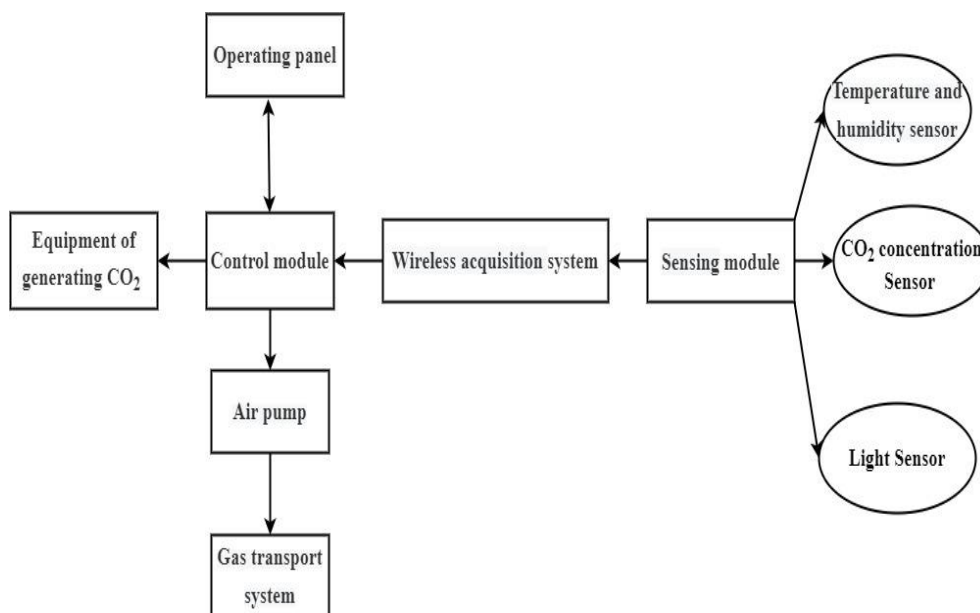 Operating panel
Temperature and
humidity sensor
Equipment of
generating CO₂
Control module
Wireless acquisition system
Sensing module
CO₂ concentration
Sensor
Air pump
Light Sensor
Gas transport
system